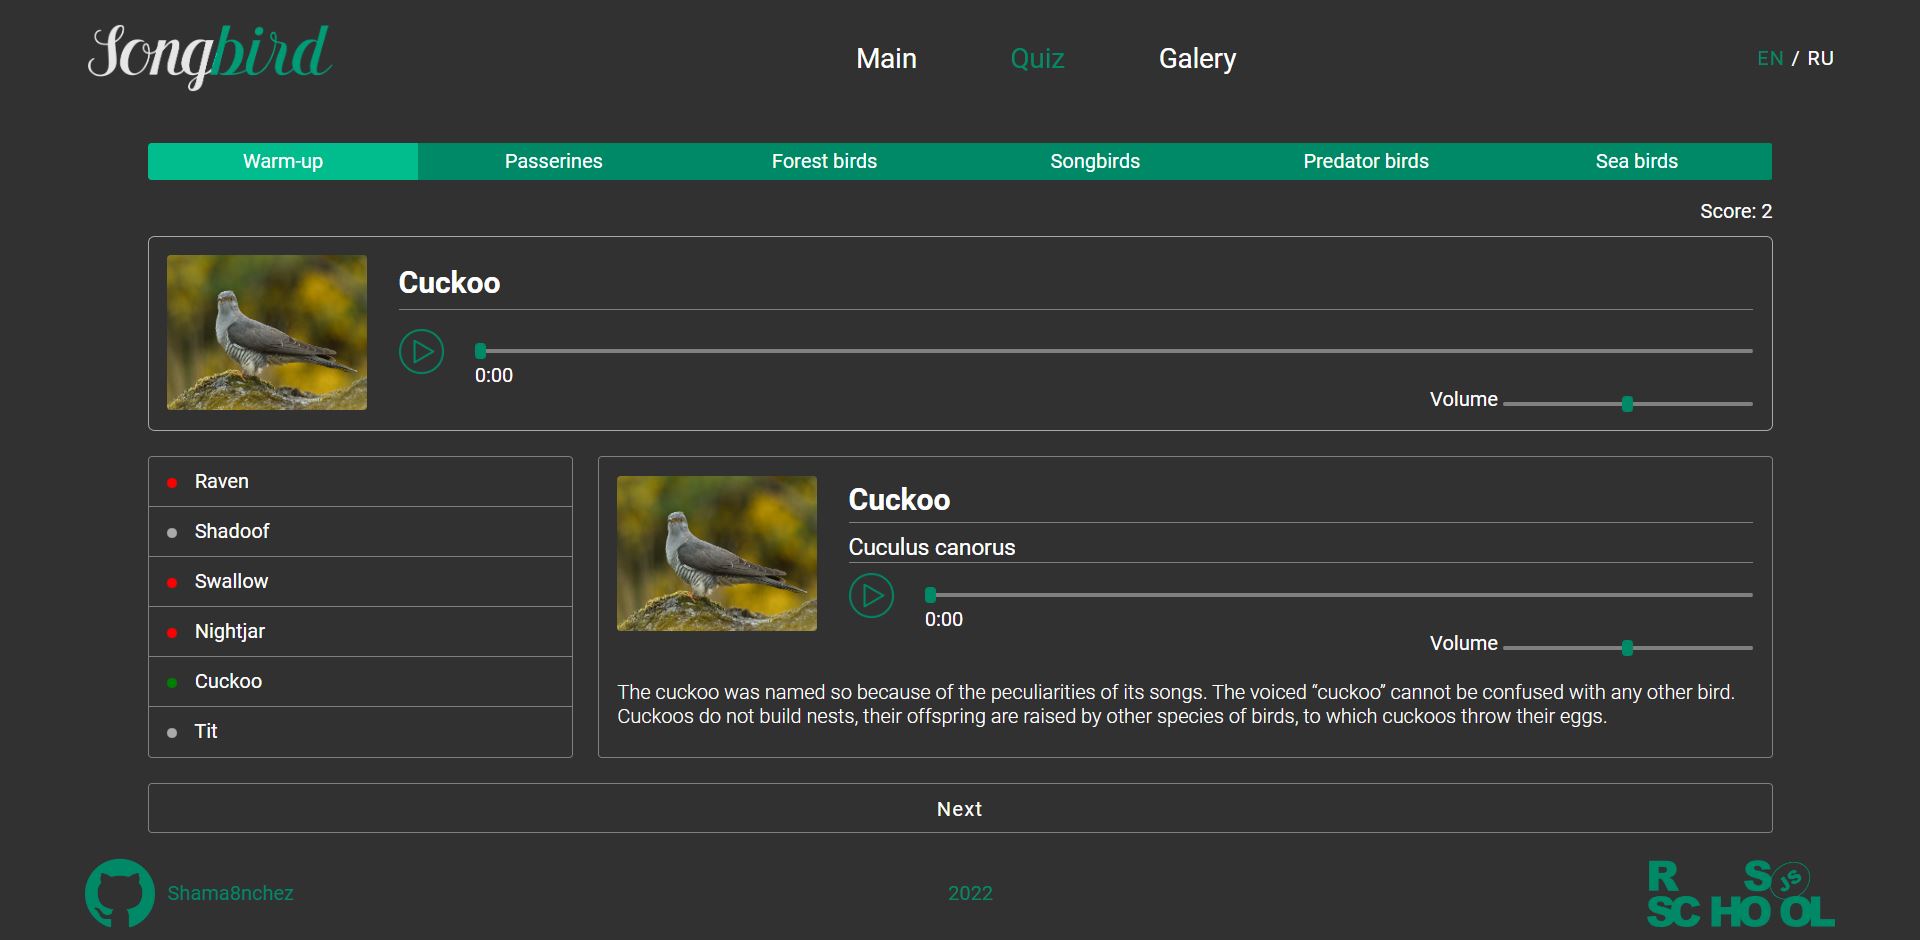 Songbird
Main Quiz Galery
EN / RU
Warm-up Passerines Forest birds Songbirds Predator birds Sea birds
Score: 2
Cuckoo
0:00
Volume
Raven
Shadoof
Swallow
Nightjar
Cuckoo
Tit
Cuckoo
Cuculus canorus
0:00
Volume
The cuckoo was named so because of the peculiarities of its songs. The voiced “cuckoo” cannot be confused with any other bird.
Cuckoos do not build nests, their offspring are raised by other species of birds, to which cuckoos throw their eggs.
Next
Shama8nchez
2022
R S JS
SCHOOL